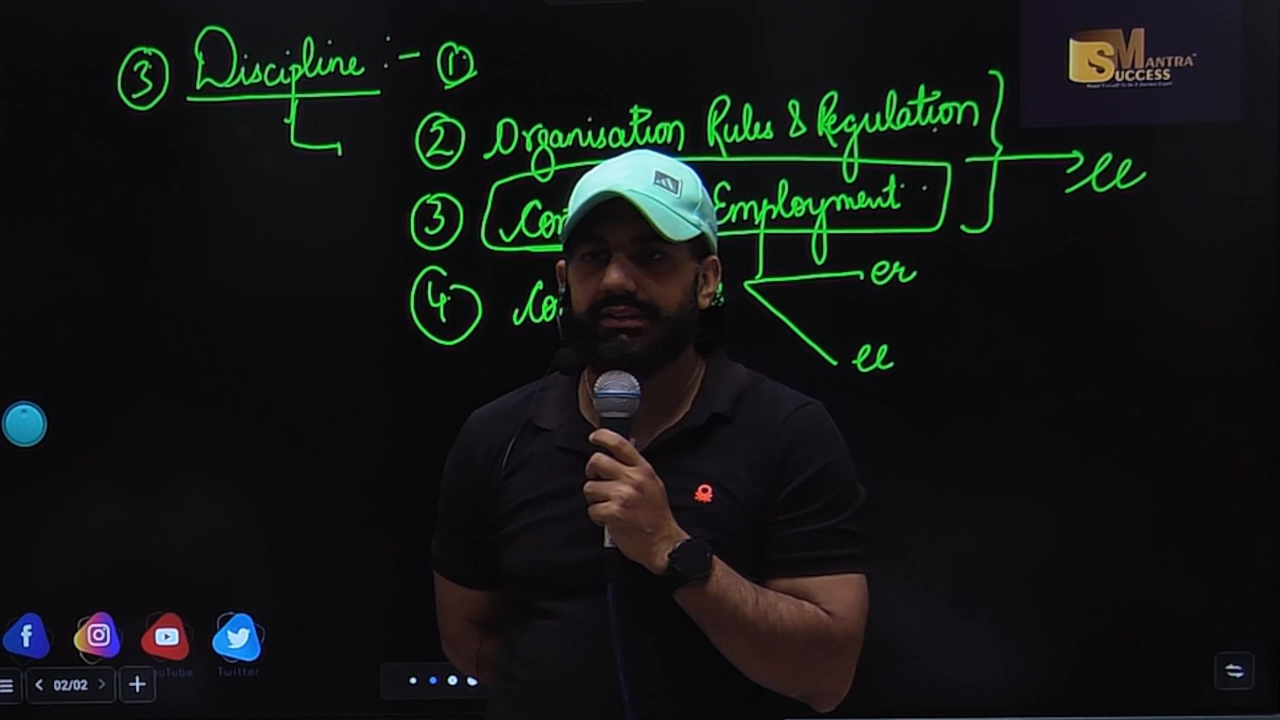 ③ Discipline :- ①
② Organisation Rules & Regulation
③ Employment
ee
④
er
ee
SMANTRA
SUCCESS
02/02
Twitter